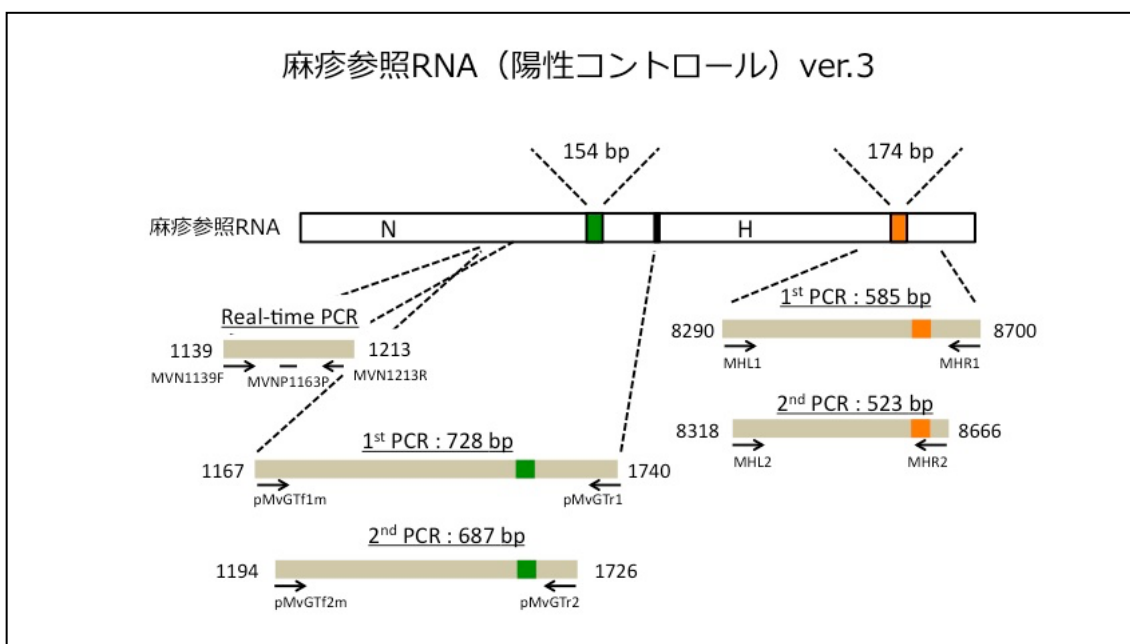 麻疹参照RNA（陽性コントロール）ver.3
154 bp
174 bp
麻疹参照RNA
N
H
Real-time PCR
1139
1213
MVN1139F
MVNP1163P
MVN1213R
1st PCR : 585 bp
8290
8700
MHL1
MHR1
2nd PCR : 523 bp
8318
8666
MHL2
MHR2
1st PCR : 728 bp
1167
1740
pMvGTf1m
pMvGTr1
2nd PCR : 687 bp
1194
1726
pMvGTf2m
pMvGTr2